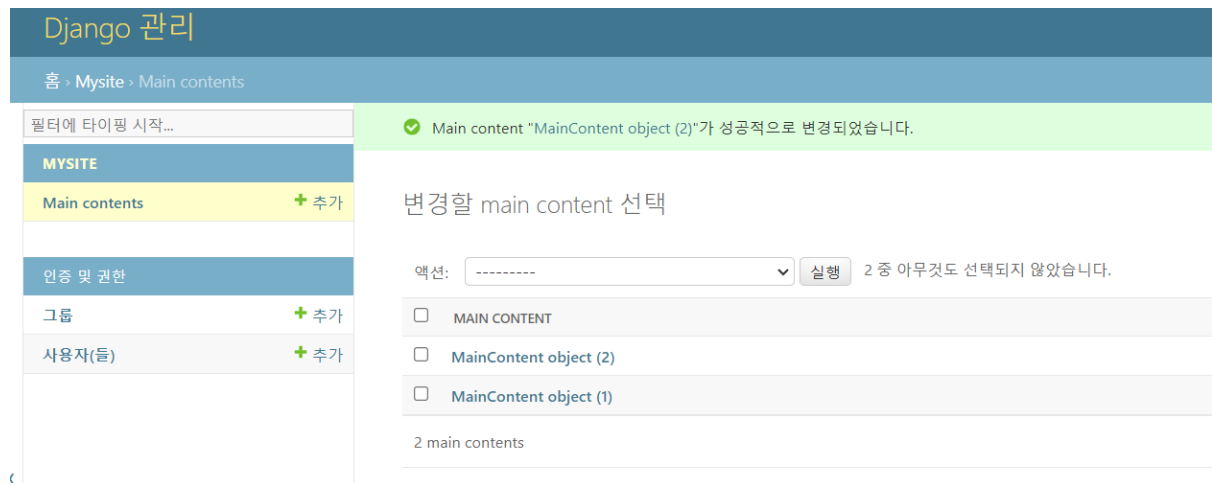 Django 관리
홈 › Mysite › Main contents
필터에 타이핑 시작...
MYSITE
Main contents + 추가
인증 및 권한
그룹 + 추가
사용자(들) + 추가
Main content "MainContent object (2)"가 성공적으로 변경되었습니다.
변경할 main content 선택
액션: --------- 실행 2 중 아무것도 선택되지 않았습니다.
MAIN CONTENT
MainContent object (2)
MainContent object (1)
2 main contents